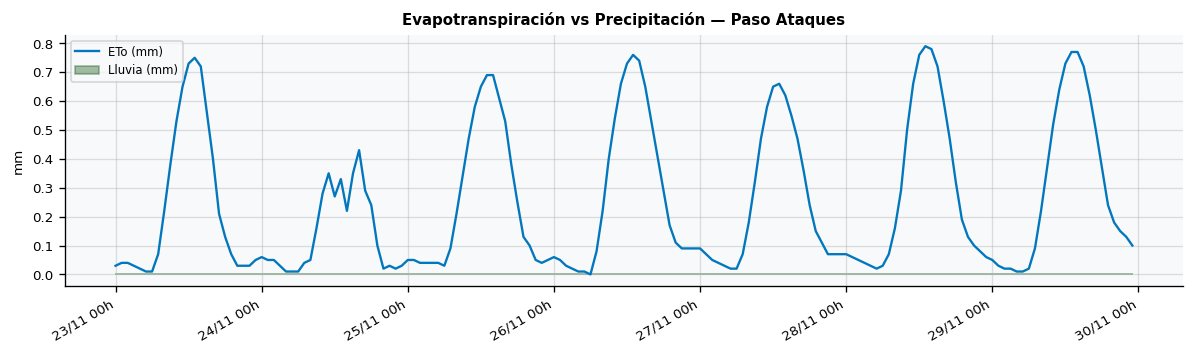 Evapotranspiración vs Precipitación — Paso Ataques
ETo (mm)
Lluvia (mm)
mm
0.8
0.7
0.6
0.5
0.4
0.3
0.2
0.1
0.0
23/11 00h
24/11 00h
25/11 00h
26/11 00h
27/11 00h
28/11 00h
29/11 00h
30/11 00h